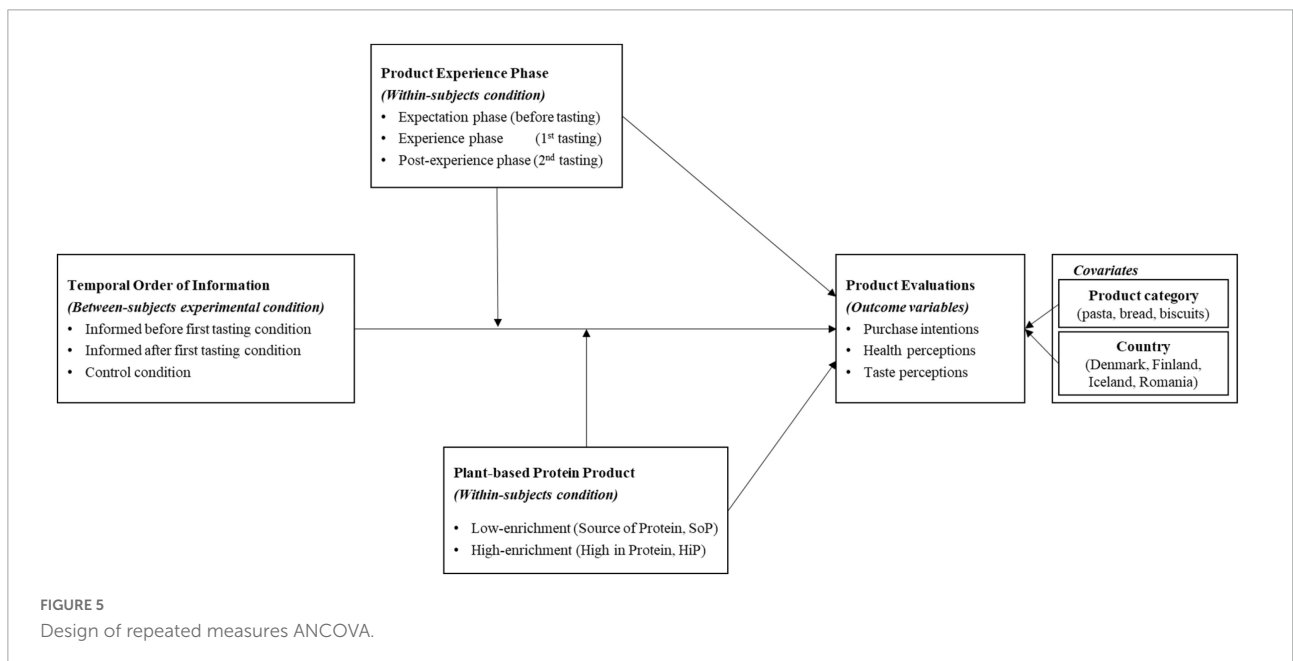 Product Experience Phase
(Within-subjects condition)
• Expectation phase (before tasting)
• Experience phase (1st tasting)
• Post-experience phase (2nd tasting)
Temporal Order of Information
(Between-subjects experimental condition)
• Informed before first tasting condition
• Informed after first tasting condition
• Control condition
Product Evaluations
(Outcome variables)
• Purchase intentions
• Health perceptions
• Taste perceptions
Covariates
Product category
(pasta, bread, biscuits)
Country
(Denmark, Finland,
Iceland, Romania)
Plant-based Protein Product
(Within-subjects condition)
• Low-enrichment (Source of Protein, SoP)
• High-enrichment (High in Protein, HiP)
FIGURE 5
Design of repeated measures ANCOVA.